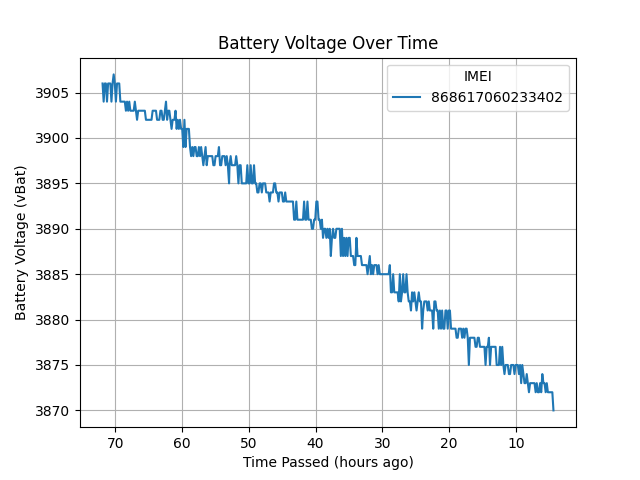 Battery Voltage Over Time
IMEI
868617060233402
Battery Voltage (vBat)
3905
3900
3895
3890
3885
3880
3875
3870
70 60 50 40 30 20 10
Time Passed (hours ago)